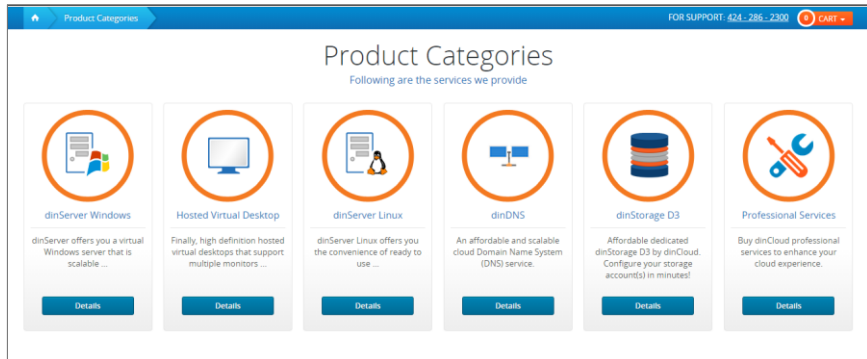 Product Categories
FOR SUPPORT: 424 - 286 - 2300
0 CART
Product Categories
Following are the services we provide
dinServer Windows
dinServer offers you a virtual
Windows server that is
scalable ...
Details
Hosted Virtual Desktop
Finally, high definition hosted
virtual desktops that support
multiple monitors ...
Details
dinServer Linux
dinServer Linux offers you
the convenience of ready to
use ...
Details
dinDNS
An affordable and scalable
cloud Domain Name System
(DNS) service.
Details
dinStorage D3
Affordable dedicated
dinStorage D3 by dinCloud.
Configure your storage
account(s) in minutes!
Details
Professional Services
Buy dinCloud professional
services to enhance your
cloud experience.
Details